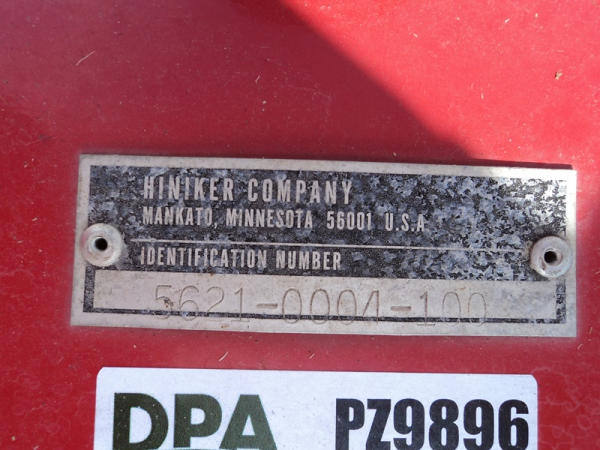 HINIKER COMPANY
MANKATO, MINNESOTA 56001 U.S.A
IDENTIFICATION NUMBER
5621-0004-100
DPA PZ9896